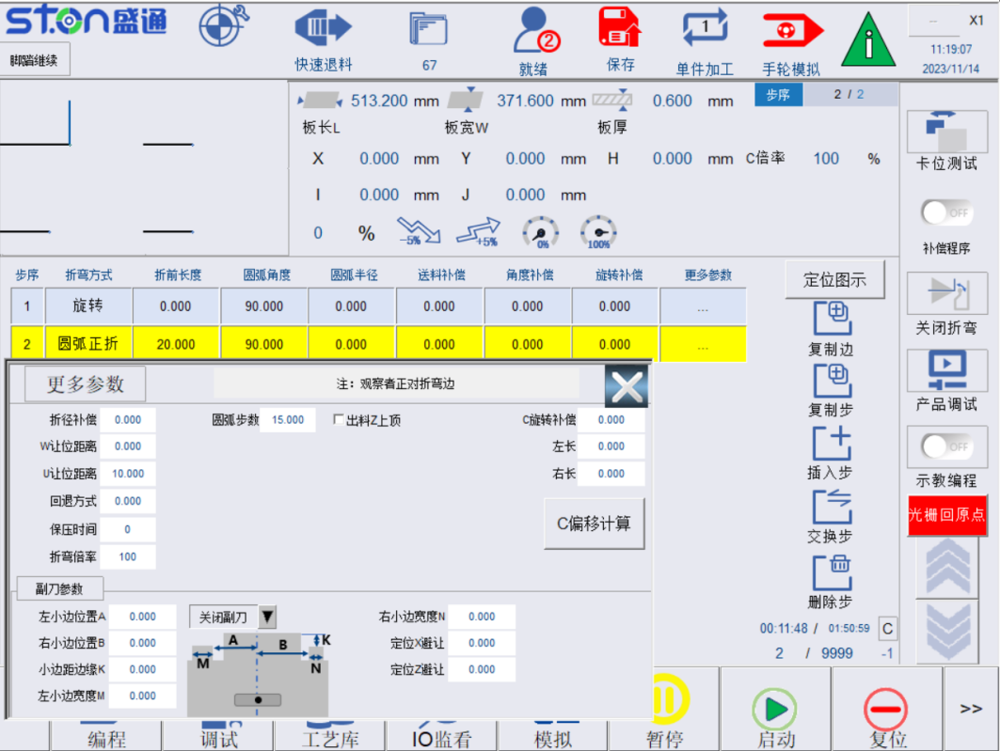 STON盛通
脚踏继续
快速退料
67
2
就绪
保存
1
单件加工
手轮模拟
i
--
X1
11:19:07
2023/11/14
513.200 mm
371.600 mm
0.600 mm
步序
2 / 2
板长L
板宽W
板厚
X 0.000 mm Y 0.000 mm H 0.000 mm C倍率 100 %
I 0.000 mm J 0.000 mm
0 %
-5%
+5%
0%
100%
卡位测试
OFF
补偿程序
关闭折弯
产品调试
OFF
示教编程
光栅回原点
步序 折弯方式 折前长度 圆弧角度 圆弧半径 送料补偿 角度补偿 旋转补偿 更多参数
1 旋转 0.000 90.000 0.000 0.000 0.000 0.000 ...
2 圆弧正折 20.000 90.000 0.000 0.000 0.000 0.000 ...
定位图示
复制边
复制步
插入步
交换步
删除步
00:11:48 / 01:50:59 C
2 / 9999 -1
更多参数
注：观察者正对折弯边
折径补偿 0.000
圆弧步数 15.000
出料Z上顶
C旋转补偿 0.000
W让位距离 0.000
左长 0.000
U让位距离 10.000
右长 0.000
回退方式 0.000
C偏移计算
保压时间 0
折弯倍率 100
副刀参数
左小边位置A 0.000
关闭副刀
右小边宽度N 0.000
右小边位置B 0.000
定位X避让 0.000
小边距边缘K 0.000
定位Z避让 0.000
左小边宽度M 0.000
A
B
K
M
N
编程
调试
工艺库
IO监看
模拟
暂停
启动
复位
>>